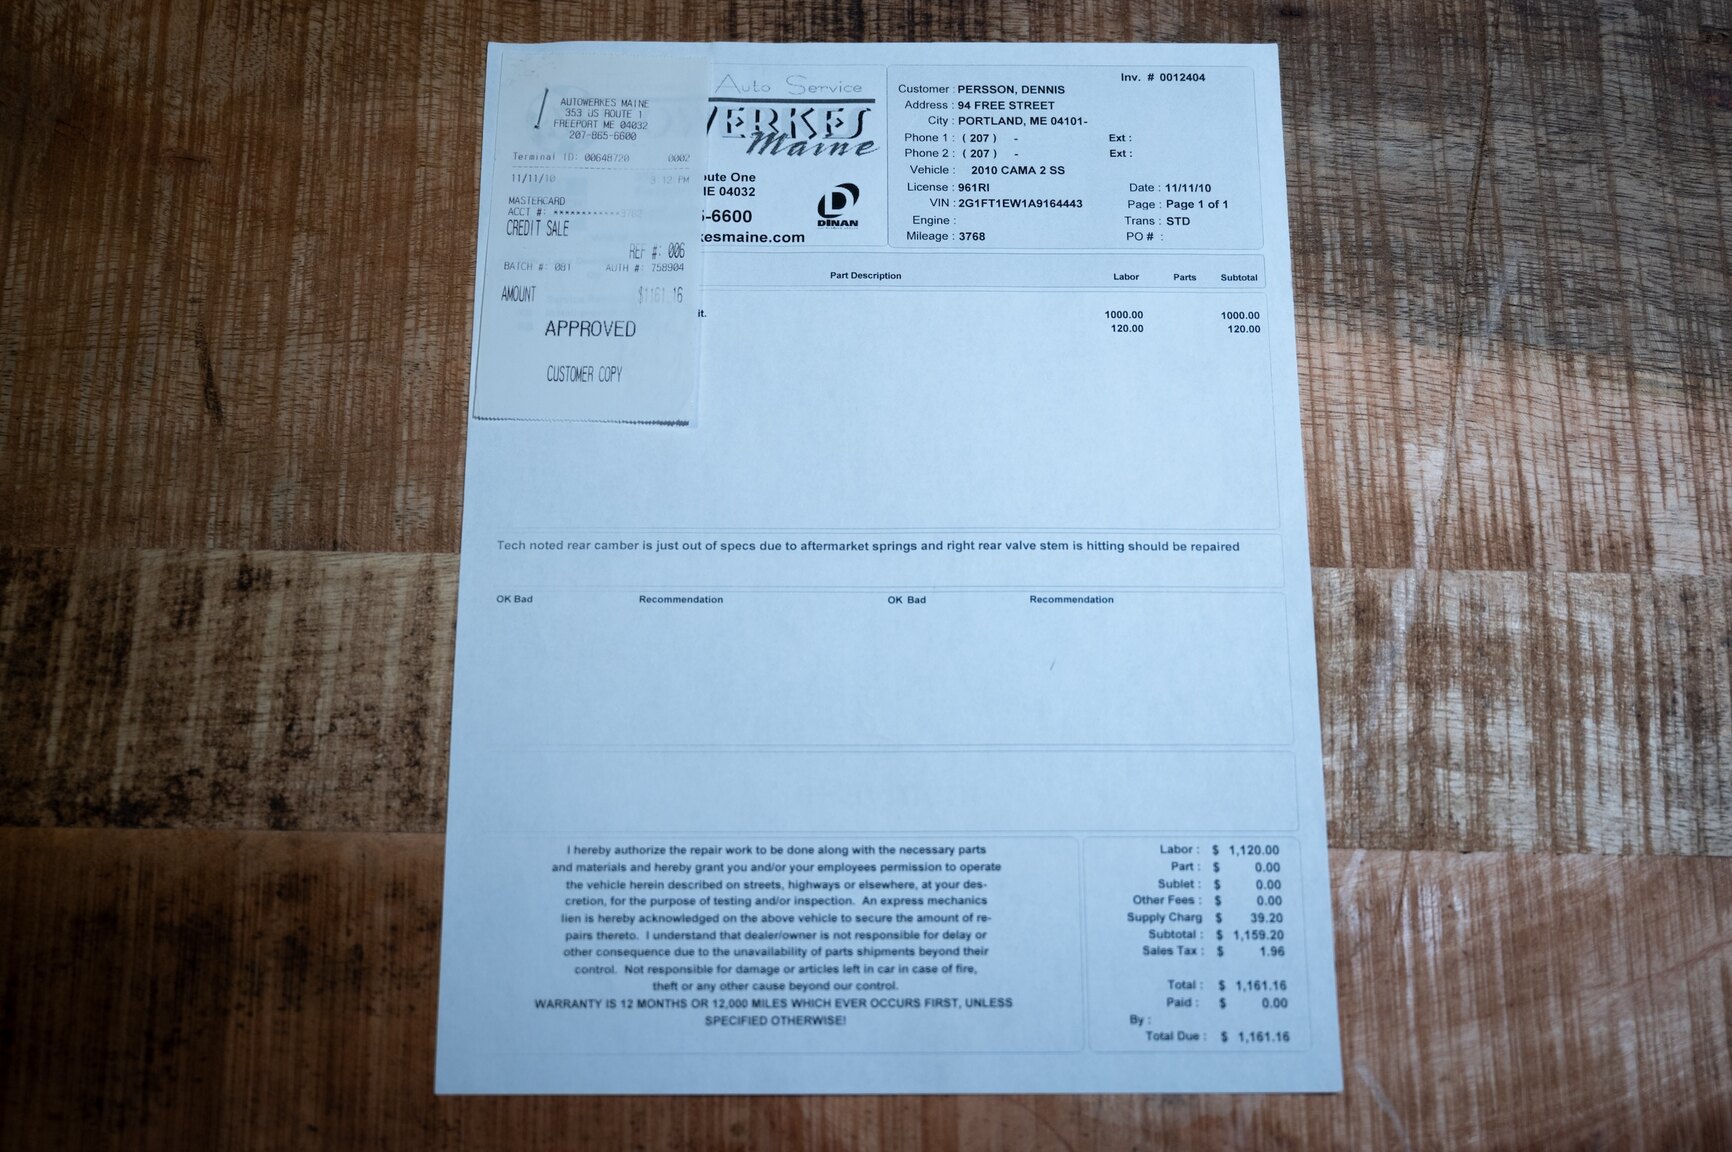 AUTOWERKES MAINE
353 US ROUTE 1
FREEPORT ME 04032
207-865-6600
Terminal ID: 00648720 0002
11/11/10 3:12 PM
MASTERCARD
ACCT #: ************3782
CREDIT SALE
REF #: 006
BATCH #: 081 AUTH #: 758904
AMOUNT $1161.16
APPROVED
CUSTOMER COPY
Auto Service
WERKES
Maine
oute One
ME 04032
5-6600
kesmaine.com
DINAN
Inv. # 0012404
Customer : PERSSON, DENNIS
Address : 94 FREE STREET
City : PORTLAND, ME 04101-
Phone 1 : ( 207 ) - Ext :
Phone 2 : ( 207 ) - Ext :
Vehicle : 2010 CAMA 2 SS
License : 961RI Date : 11/11/10
VIN : 2G1FT1EW1A9164443 Page : Page 1 of 1
Engine : Trans : STD
Mileage : 3768 PO # :
Part Description Labor Parts Subtotal
it. 1000.00 1000.00
120.00 120.00
Tech noted rear camber is just out of specs due to aftermarket springs and right rear valve stem is hitting should be repaired
OK Bad Recommendation OK Bad Recommendation
I hereby authorize the repair work to be done along with the necessary parts
and materials and hereby grant you and/or your employees permission to operate
the vehicle herein described on streets, highways or elsewhere, at your des-
cretion, for the purpose of testing and/or inspection. An express mechanics
lien is hereby acknowledged on the above vehicle to secure the amount of re-
pairs thereto. I understand that dealer/owner is not responsible for delay or
other consequence due to the unavailability of parts shipments beyond their
control. Not responsible for damage or articles left in car in case of fire,
theft or any other cause beyond our control.
WARRANTY IS 12 MONTHS OR 12,000 MILES WHICH EVER OCCURS FIRST, UNLESS
SPECIFIED OTHERWISE!
Labor : $ 1,120.00
Part : $ 0.00
Sublet : $ 0.00
Other Fees : $ 0.00
Supply Charg $ 39.20
Subtotal : $ 1,159.20
Sales Tax : $ 1.96
Total : $ 1,161.16
Paid : $ 0.00
By :
Total Due : $ 1,161.16